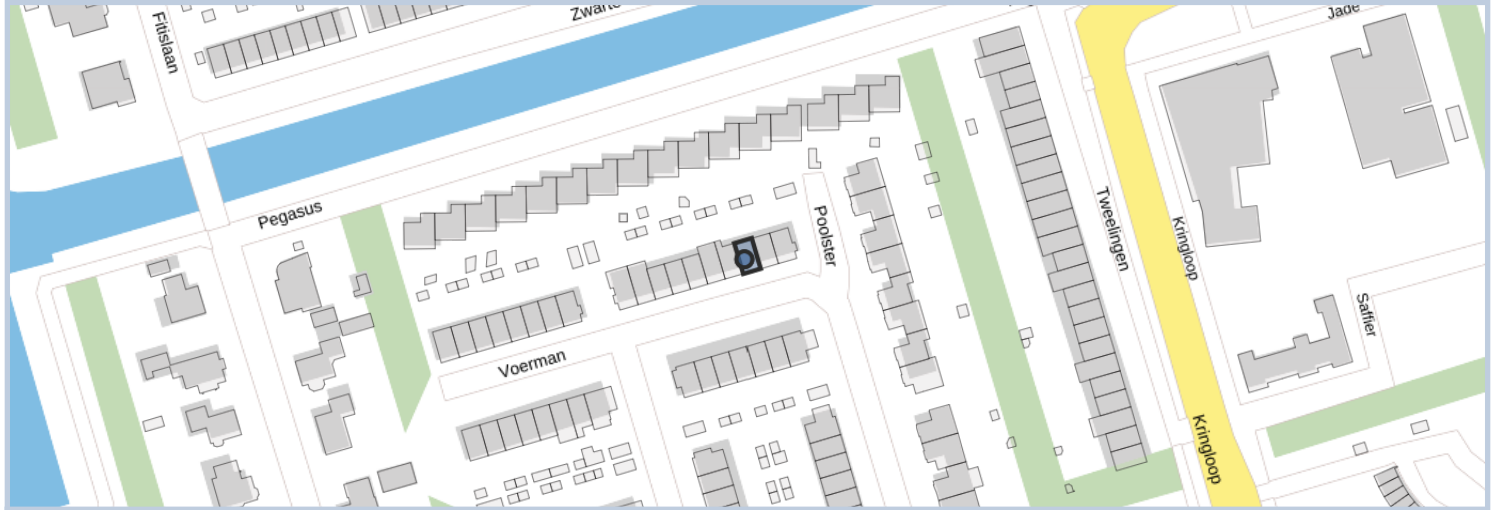 Fitislaan
Jade
Pegasus
Poolster
Tweelingen
Kringloop
Saffier
Voerman
Kringloop